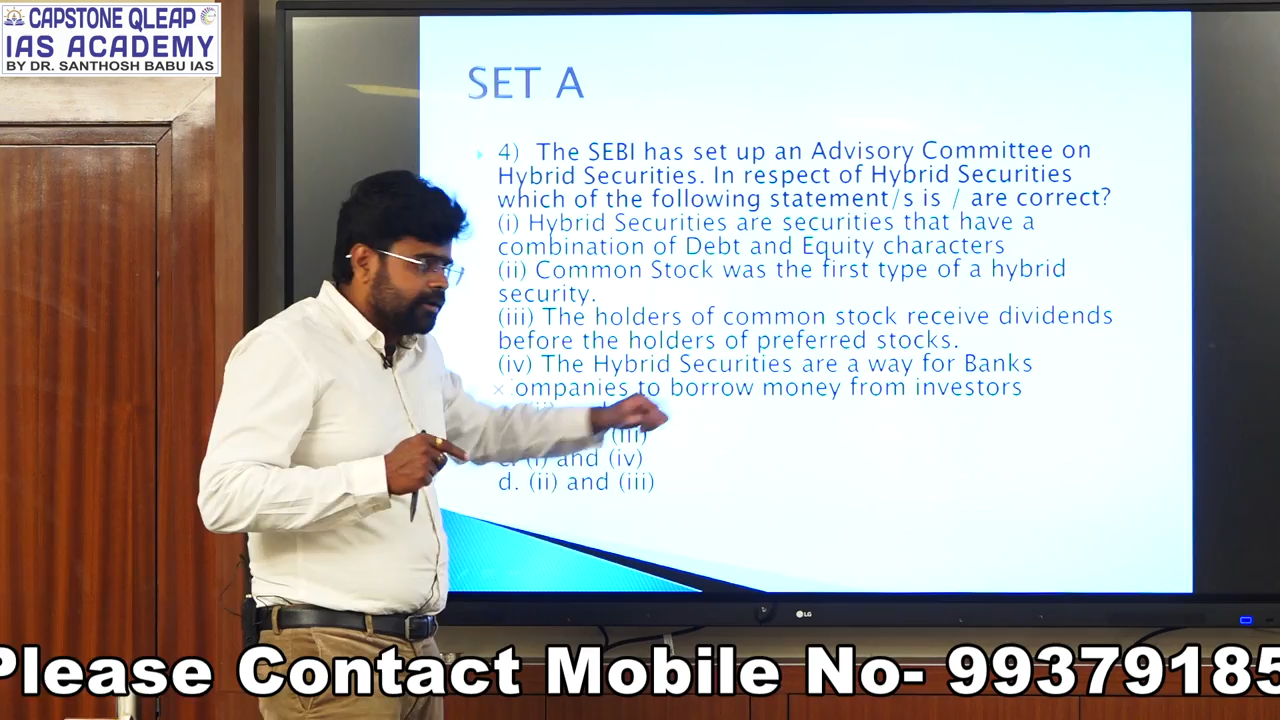 CAPSTONE QLEAP
IAS ACADEMY
BY DR. SANTHOSH BABU IAS
SET A
4) The SEBI has set up an Advisory Committee on
Hybrid Securities. In respect of Hybrid Securities
which of the following statement/s is / are correct?
(i) Hybrid Securities are securities that have a
combination of Debt and Equity characters
(ii) Common Stock was the first type of a hybrid
security.
(iii) The holders of common stock receive dividends
before the holders of preferred stocks.
(iv) The Hybrid Securities are a way for Banks
ompanies to borrow money from investors
(iii)
(i) and (iv)
d. (ii) and (iii)
LG
Please Contact Mobile No- 99379185